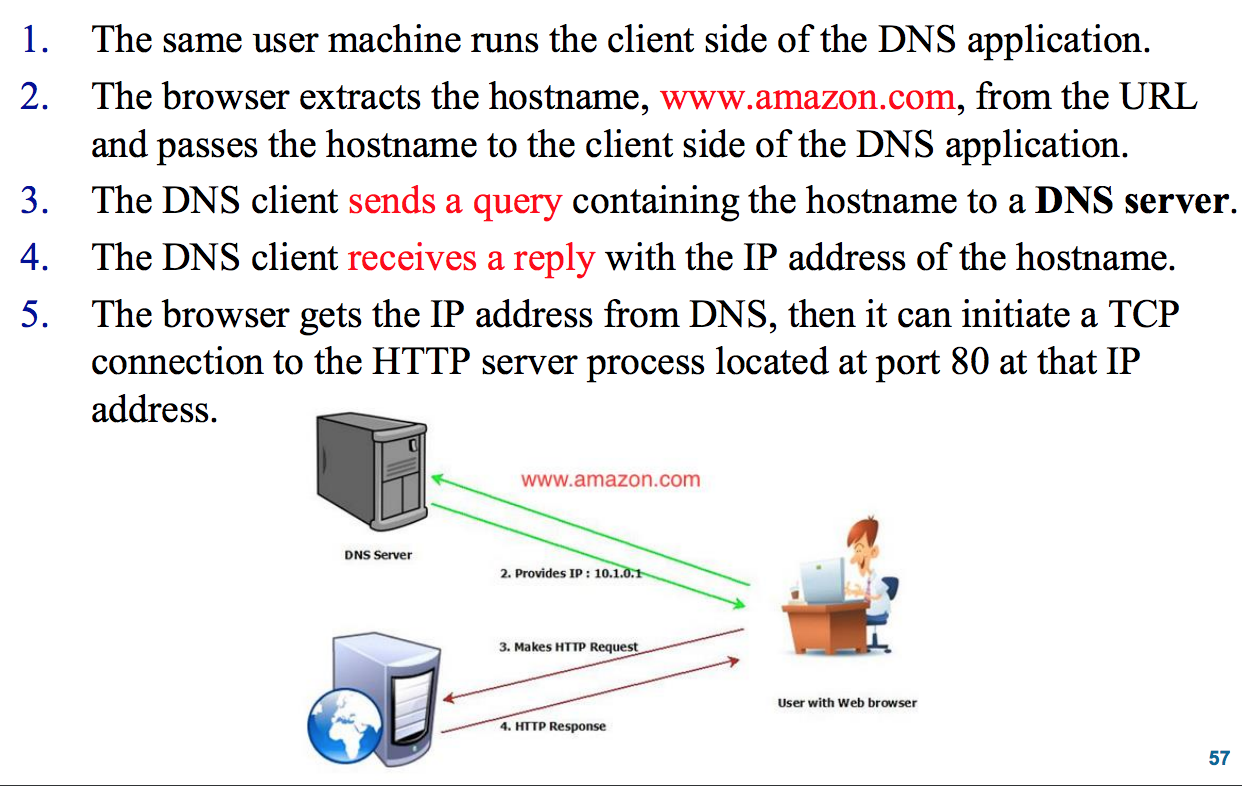 1. The same user machine runs the client side of the DNS application.
2. The browser extracts the hostname, www.amazon.com, from the URL
and passes the hostname to the client side of the DNS application.
3. The DNS client sends a query containing the hostname to a DNS server.
4. The DNS client receives a reply with the IP address of the hostname.
5. The browser gets the IP address from DNS, then it can initiate a TCP
connection to the HTTP server process located at port 80 at that IP
address.
www.amazon.com
DNS Server
2. Provides IP : 10.1.0.1
3. Makes HTTP Request
User with Web browser
4. HTTP Response
57